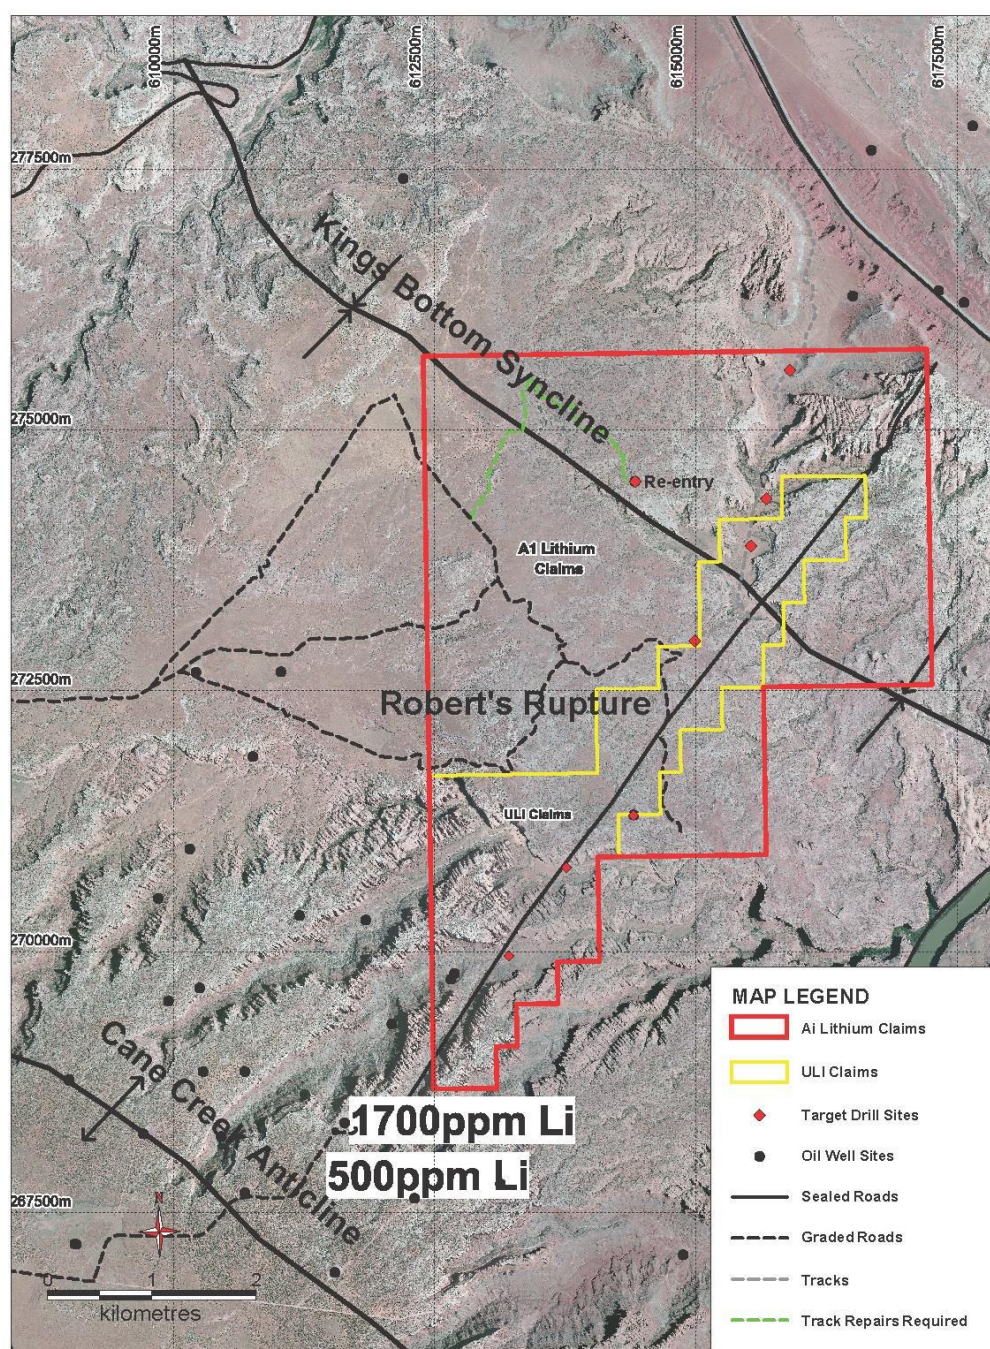 610000m
612500m
615000m
617500m
277500m
Kings Bottom Syncline
275000m
Re-entry
A1 Lithium
Claims
272500m
Robert's Rupture
ULI Claims
270000m
Cane Creek Anticline
1700ppm Li
500ppm Li
267500m
N
0 1 2
kilometres
MAP LEGEND
Ai Lithium Claims
ULI Claims
Target Drill Sites
Oil Well Sites
Sealed Roads
Graded Roads
Tracks
Track Repairs Required